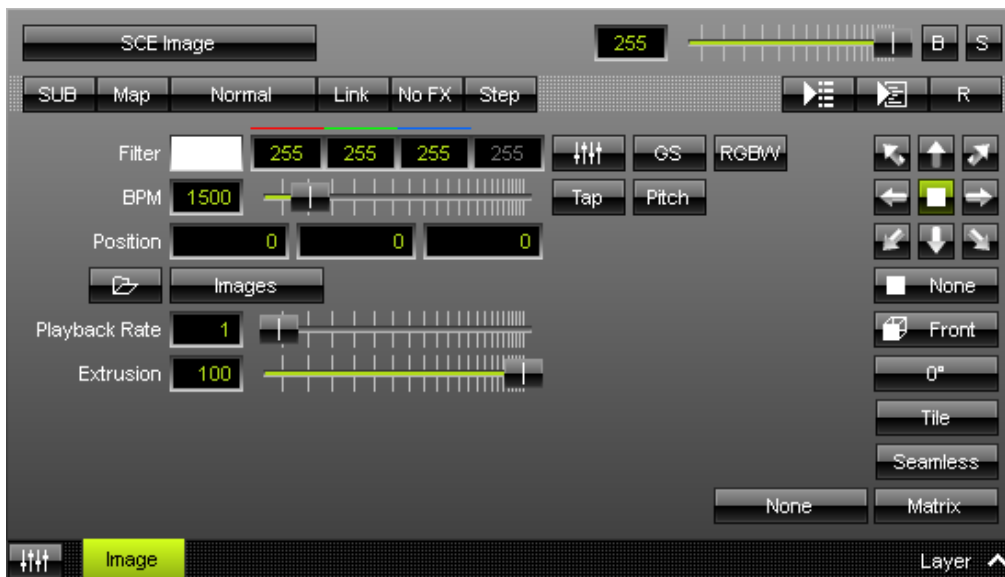 SCE Image 255 B S
SUB Map Normal Link No FX Step R
Filter 255 255 255 255 GS RGBW
BPM 1500 Tap Pitch
Position 0 0 0
Images None
Playback Rate 1 Front
Extrusion 100 0°
Tile
Seamless
None Matrix
Image Layer